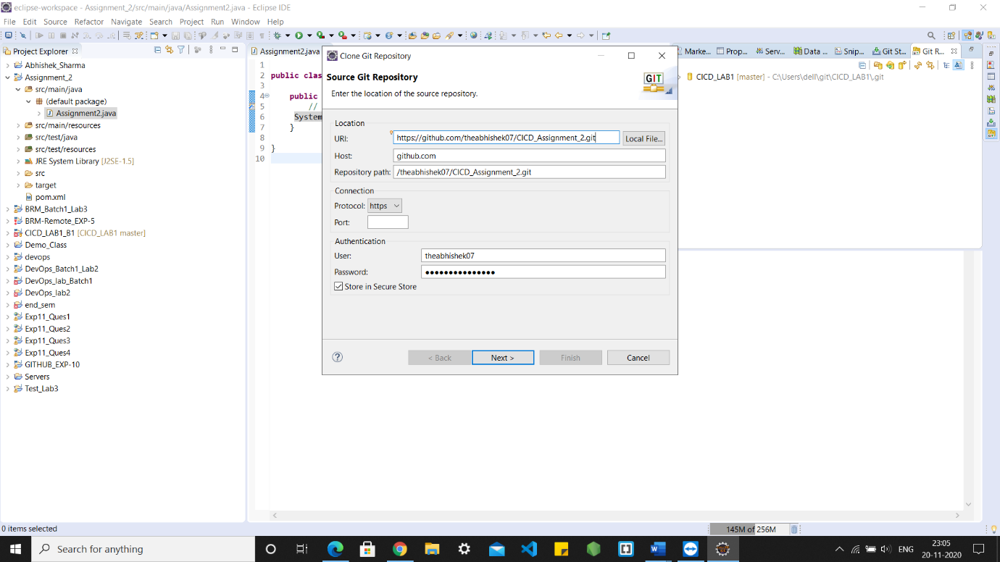 eclipse-workspace - Assignment_2/src/main/java/Assignment2.java - Eclipse IDE
File Edit Source Refactor Navigate Search Project Run Window Help
Project Explorer
Abhishek_Sharma
Assignment_2
src/main/java
(default package)
Assignment2.java
src/main/resources
src/test/java
src/test/resources
JRE System Library [J2SE-1.5]
src
target
pom.xml
BRM_Batch1_Lab3
BRM-Remote_EXP-5
CICD_LAB1_B1 [CICD_LAB1 master]
Demo_Class
devops
DevOps_Batch1_Lab2
DevOps_lab_Batch1
DevOps_lab2
end_sem
Exp11_Ques1
Exp11_Ques2
Exp11_Ques3
Exp11_Ques4
GITHUB_EXP-10
Servers
Test_Lab3
Assignment2.java
1
2 public clas
3
4 public
5 //
6 System
7 }
8
9 }
10
Clone Git Repository
Source Git Repository
Enter the location of the source repository.
GIT
Location
URI: https://github.com/theabhishek07/CICD_Assignment_2.git Local File...
Host: github.com
Repository path: /theabhishek07/CICD_Assignment_2.git
Connection
Protocol: https
Port:
Authentication
User: theabhishek07
Password: ●●●●●●●●●●●●●●●
Store in Secure Store
< Back Next > Finish Cancel
Marke... Prop... Serv... Data ... Snip... Git St... Git R...
CICD_LAB1 [master] - C:\Users\dell\git\CICD_LAB1\.git
0 items selected
145M of 256M
Search for anything
ENG
23:05
20-11-2020